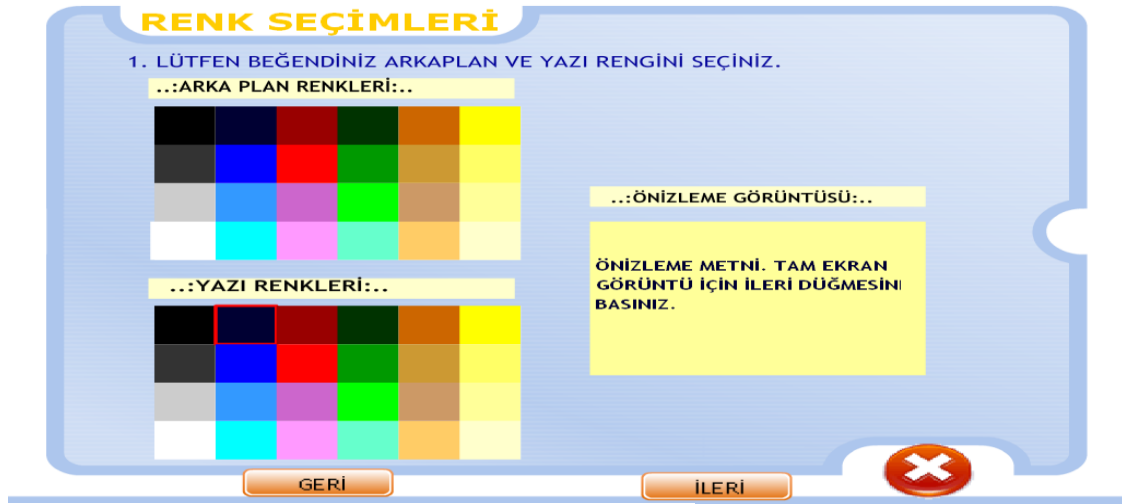 RENK SEÇİMLERİ
1. LÜTFEN BEĞENDİNİZ ARKAPLAN VE YAZI RENGİNİ SEÇİNİZ.
..:ARKA PLAN RENKLERİ:..
..:YAZI RENKLERİ:..
..:ÖNİZLEME GÖRÜNTÜSÜ:..
ÖNİZLEME METNİ. TAM EKRAN
GÖRÜNTÜ İÇİN İLERİ DÜĞMESİN
BASINIZ.
GERİ
İLERİ